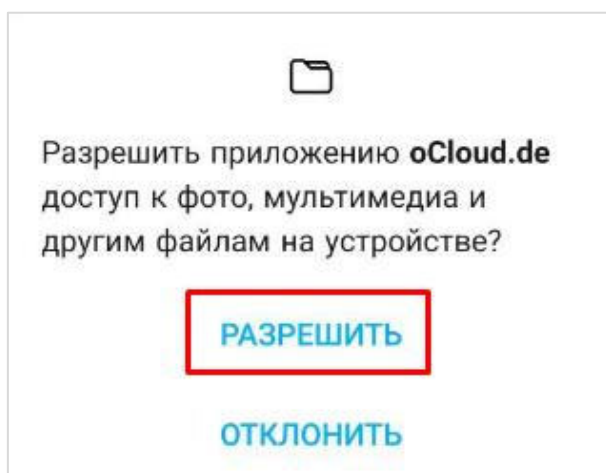 Разрешить приложению oCloud.de
доступ к фото, мультимедиа и
другим файлам на устройстве?
РАЗРЕШИТЬ
ОТКЛОНИТЬ